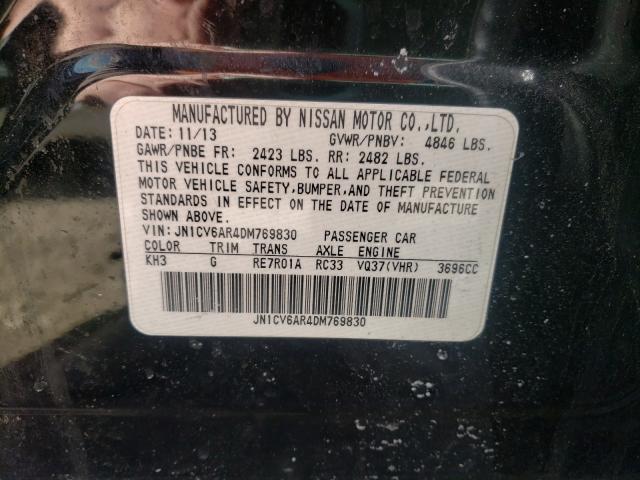 MANUFACTURED BY NISSAN MOTOR CO.,LTD.
DATE: 11/13 GVWR/PNBV: 4846 LBS.
GAWR/PNBE FR: 2423 LBS. RR: 2482 LBS.
THIS VEHICLE CONFORMS TO ALL APPLICABLE FEDERAL
MOTOR VEHICLE SAFETY,BUMPER,AND THEFT PREVENTION
STANDARDS IN EFFECT ON THE DATE OF MANUFACTURE
SHOWN ABOVE.
VIN: JN1CV6AR4DM769830 PASSENGER CAR
COLOR TRIM TRANS AXLE ENGINE
KH3 G RE7R01A RC33 VQ37(VHR) 3696CC
JN1CV6AR4DM769830